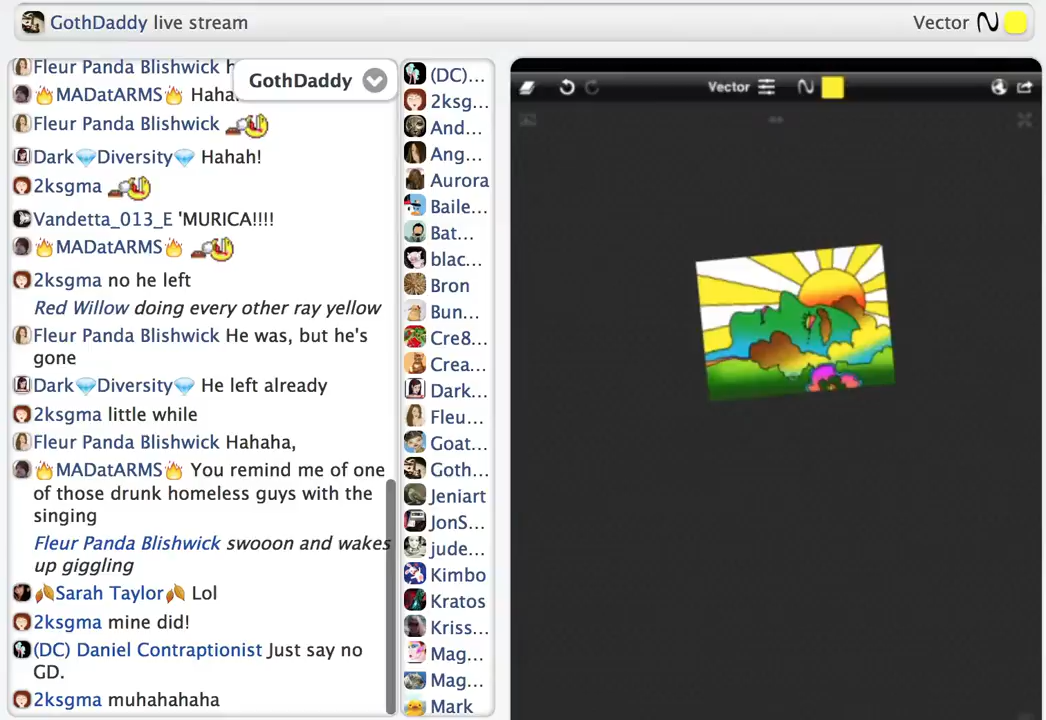 GothDaddy live stream
Vector
Fleur Panda Blishwick h
GothDaddy
MADatARMS Haha.
Fleur Panda Blishwick
Dark💎Diversity💎 Hahah!
2ksgma
Vandetta_013_E 'MURICA!!!!
🔥MADatARMS🔥
2ksgma no he left
Red Willow doing every other ray yellow
Fleur Panda Blishwick He was, but he's
gone
Dark💎Diversity💎 He left already
2ksgma little while
Fleur Panda Blishwick Hahaha,
🔥MADatARMS🔥 You remind me of one
of those drunk homeless guys with the
singing
Fleur Panda Blishwick swooon and wakes
up giggling
🍂Sarah Taylor🍂 Lol
2ksgma mine did!
(DC) Daniel Contraptionist Just say no
GD.
2ksgma muhahahaha
(DC)...
2ksg...
And...
Ang...
Aurora
Baile...
Bat...
blac...
Bron
Bun...
Cre8...
Crea...
Dark...
Fleu...
Goat...
Goth...
Jeniart
JonS...
jude...
Kimbo
Kratos
Kriss...
Mag...
Mag...
Mark
Vector